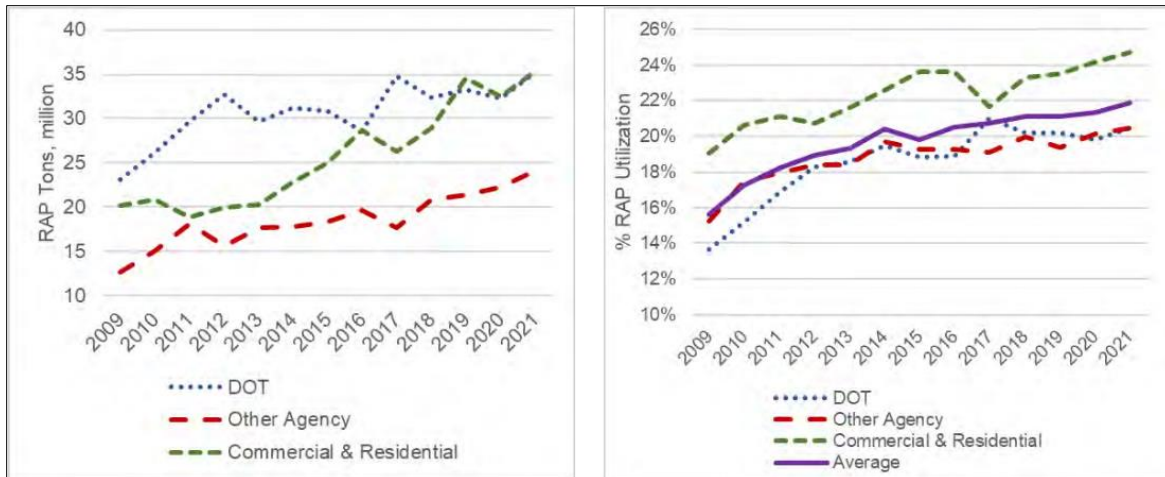 40
35
30
25
20
15
10
RAP Tons, million
2009 2010 2011 2012 2013 2014 2015 2016 2017 2018 2019 2020 2021
DOT
Other Agency
Commercial & Residential
26%
24%
22%
20%
18%
16%
14%
12%
10%
% RAP Utilization
2009 2010 2011 2012 2013 2014 2015 2016 2017 2018 2019 2020 2021
DOT
Other Agency
Commercial & Residential
Average